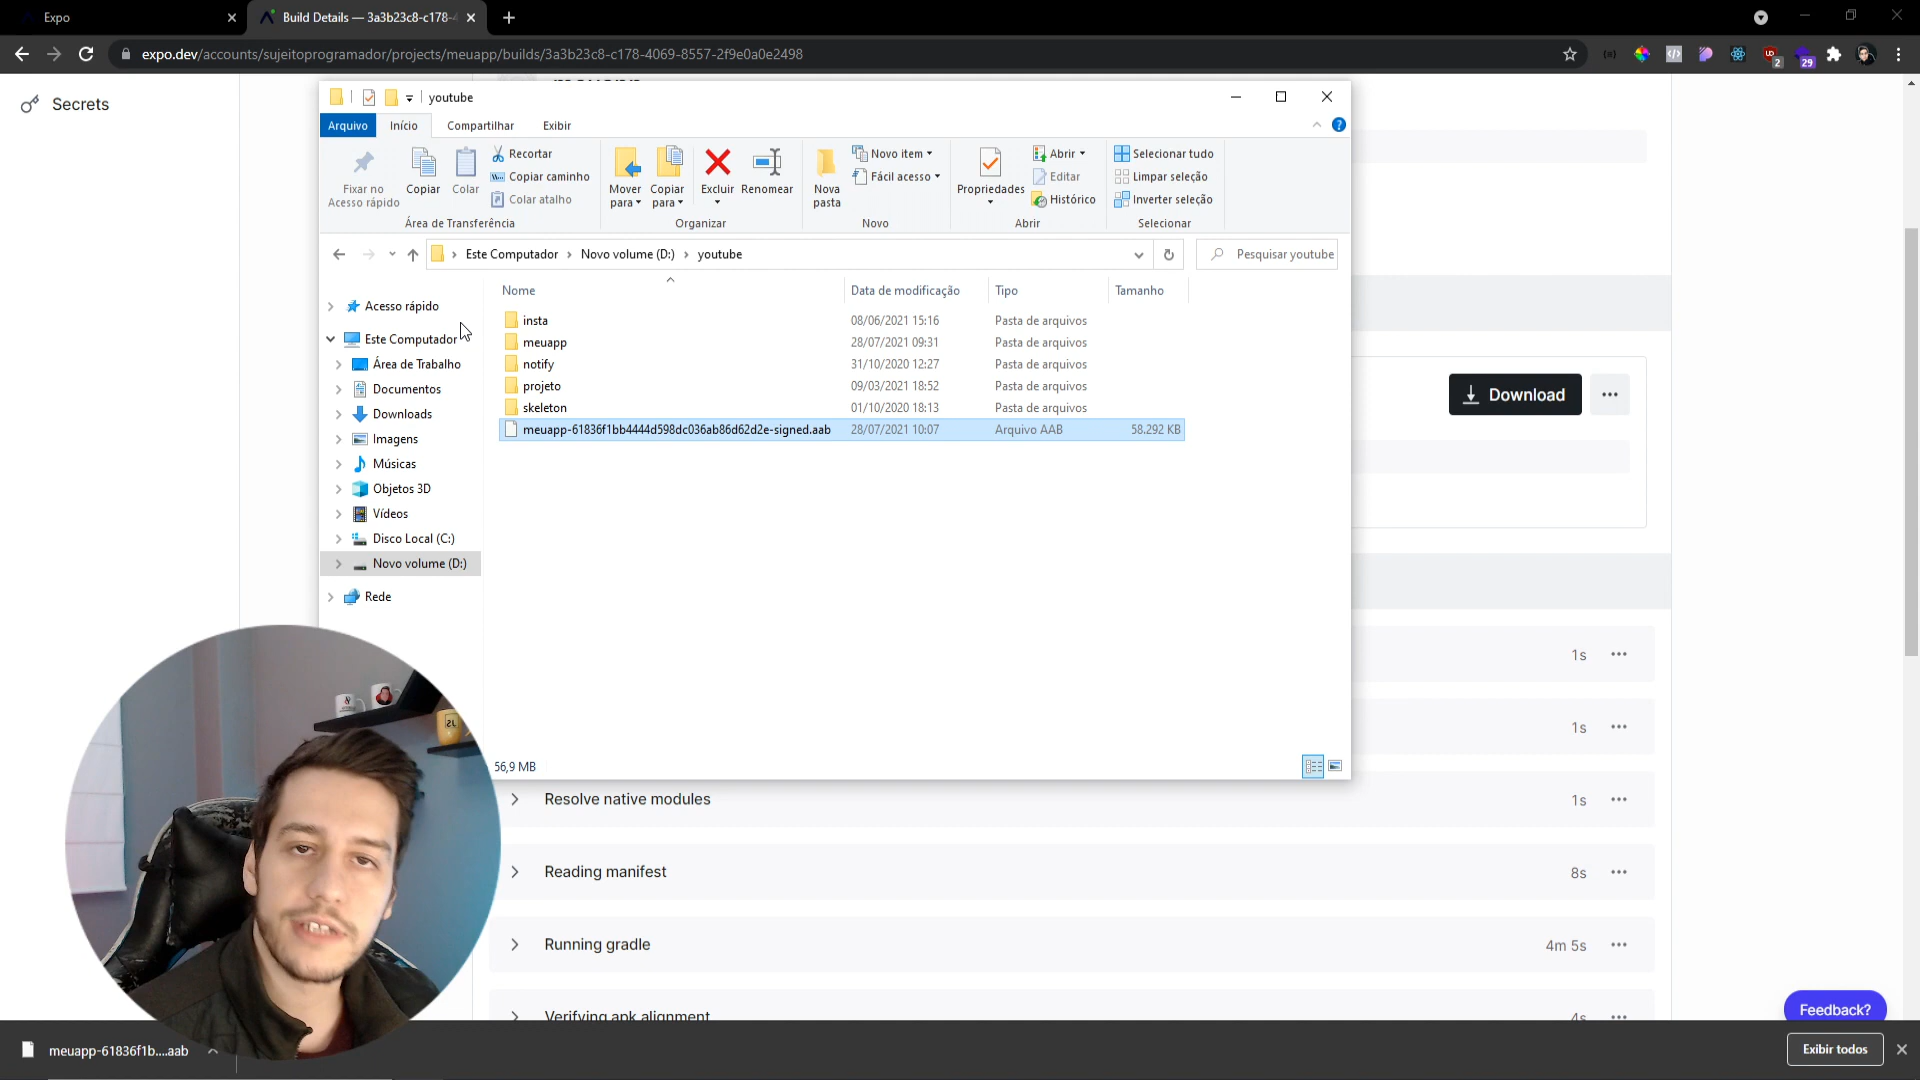 Expo
Build Details — 3a3b23c8-c178-4
expo.dev/accounts/sujeitoprogramador/projects/meuapp/builds/3a3b23c8-c178-4069-8557-2f9e0a0e2498
2
29
Secrets
youtube
Arquivo
Início
Compartilhar
Exibir
Fixar no
Acesso rápido
Copiar
Colar
Recortar
Copiar caminho
Colar atalho
Mover
para
Copiar
para
Excluir
Renomear
Nova
pasta
Novo item
Fácil acesso
Propriedades
Abrir
Editar
Histórico
Selecionar tudo
Limpar seleção
Inverter seleção
Área de Transferência
Organizar
Novo
Abrir
Selecionar
Este Computador
Novo volume (D:)
youtube
Pesquisar youtube
Nome
Data de modificação
Tipo
Tamanho
Acesso rápido
Este Computador
Área de Trabalho
Documentos
Downloads
Imagens
Músicas
Objetos 3D
Vídeos
Disco Local (C:)
Novo volume (D:)
Rede
insta 08/06/2021 15:16 Pasta de arquivos
meuapp 28/07/2021 09:31 Pasta de arquivos
notify 31/10/2020 12:27 Pasta de arquivos
projeto 09/03/2021 18:52 Pasta de arquivos
skeleton 01/10/2020 18:13 Pasta de arquivos
meuapp-61836f1bb4444d598dc036ab86d62d2e-signed.aab 28/07/2021 10:07 Arquivo AAB 58.292 KB
56,9 MB
Download
1s
1s
Resolve native modules 1s
Reading manifest 8s
Running gradle 4m 5s
Verifying apk alignment 4s
Feedback?
meuapp-61836f1b....aab
Exibir todos